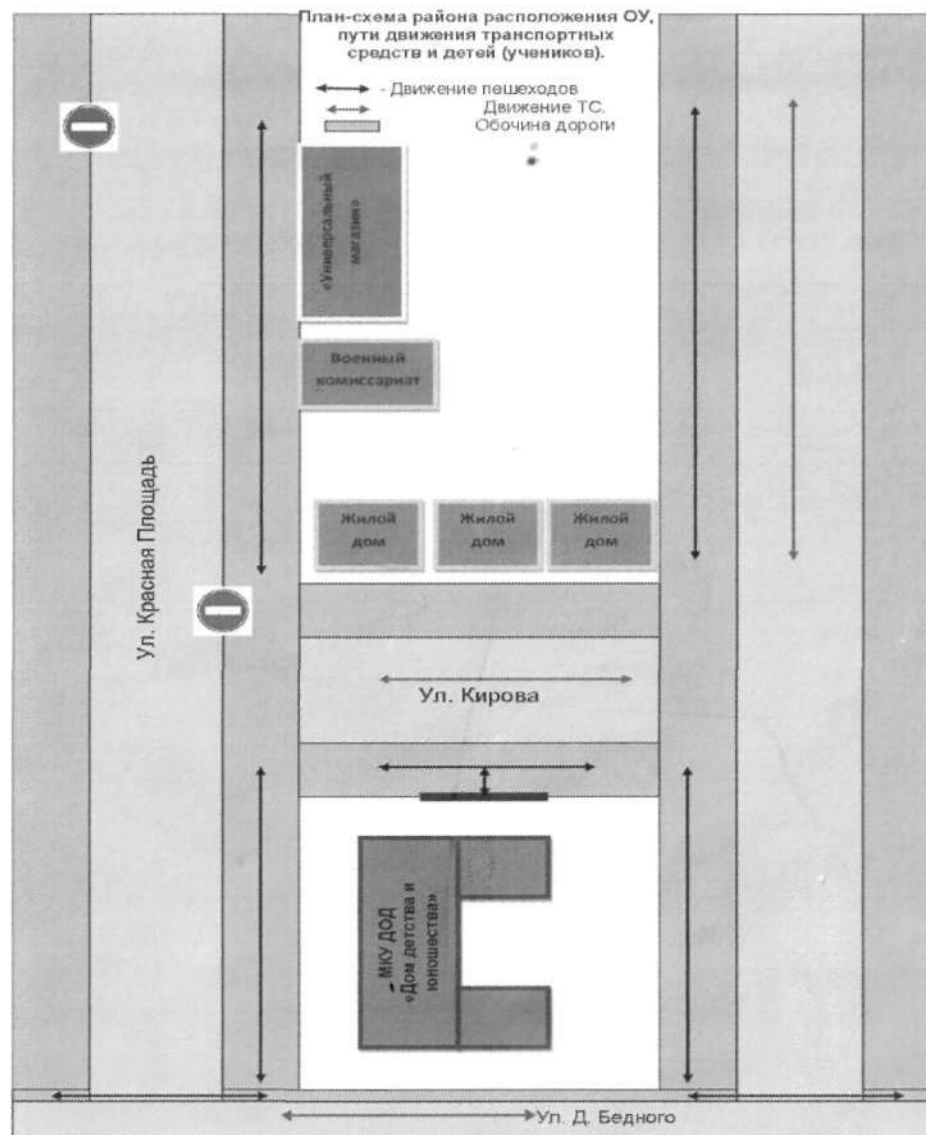 План-схема района расположения ОУ,
пути движения транспортных
средств и детей (учеников).
- Движение пешеходов
Движение ТС.
Обочина дороги
«Универсальный
магазин»
Военный
комиссариат
Ул. Красная Площадь
Жилой
дом
Жилой
дом
Жилой
дом
Ул. Кирова
МКУ ДОД
«Дом детства и
юношества»
Ул. Д. Бедного